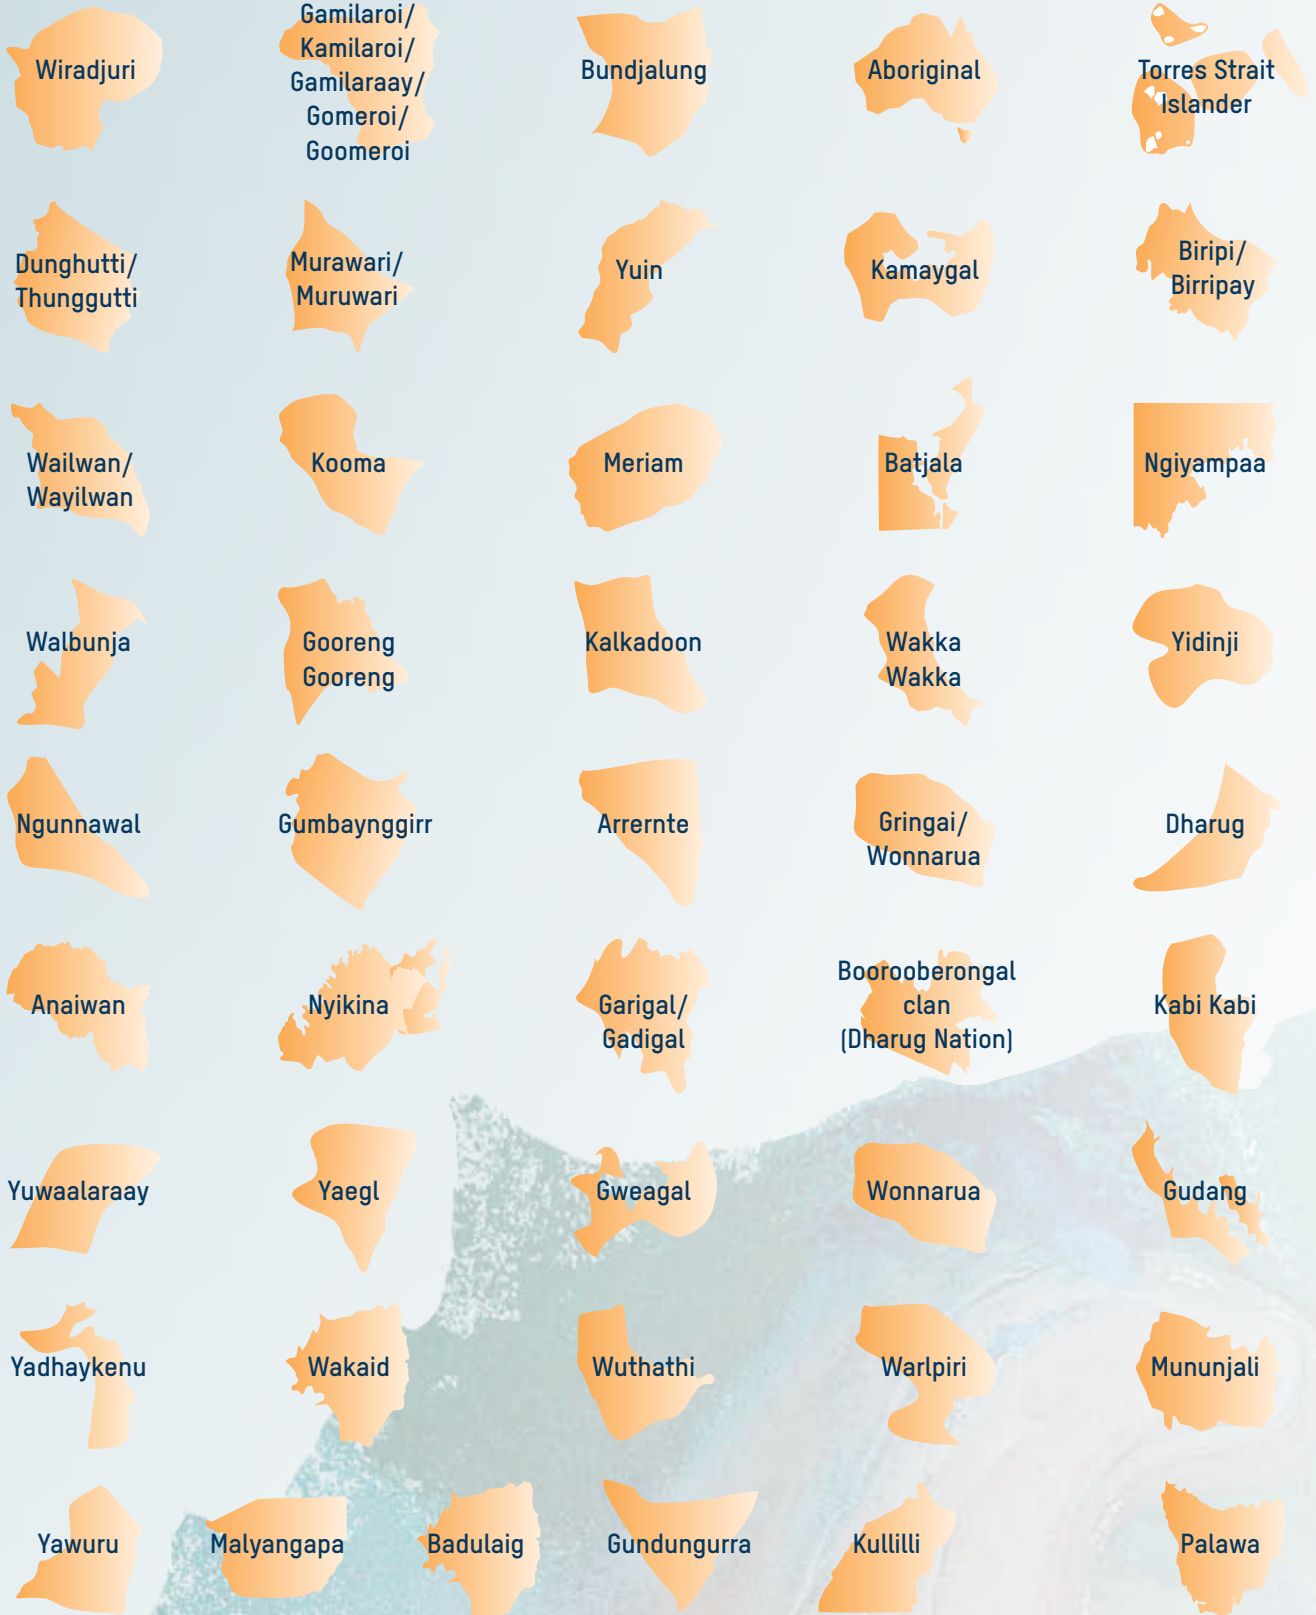 Wiradjuri
Gamilaroi/
Kamilaroi/
Gamilaraay/
Gomeroi/
Goomeroi
Bundjalung
Aboriginal
Torres Strait
Islander
Dunghutti/
Thunggutti
Murawari/
Muruwari
Yuin
Kamaygal
Biripi/
Birripay
Wailwan/
Wayilwan
Kooma
Meriam
Batjala
Ngiyampaa
Walbunja
Gooreng
Gooreng
Kalkadoon
Wakka
Wakka
Yidinji
Ngunnawal
Gumbaynggirr
Arrernte
Gringai/
Wonnarua
Dharug
Anaiwan
Nyikina
Garigal/
Gadigal
Boorooberongal
clan
(Dharug Nation)
Kabi Kabi
Yuwaalaraay
Yaegl
Gweagal
Wonnarua
Gudang
Yadhaykenu
Wakaid
Wuthathi
Warlpiri
Mununjali
Yawuru
Malyangapa
Badulaig
Gundungurra
Kullilli
Palawa